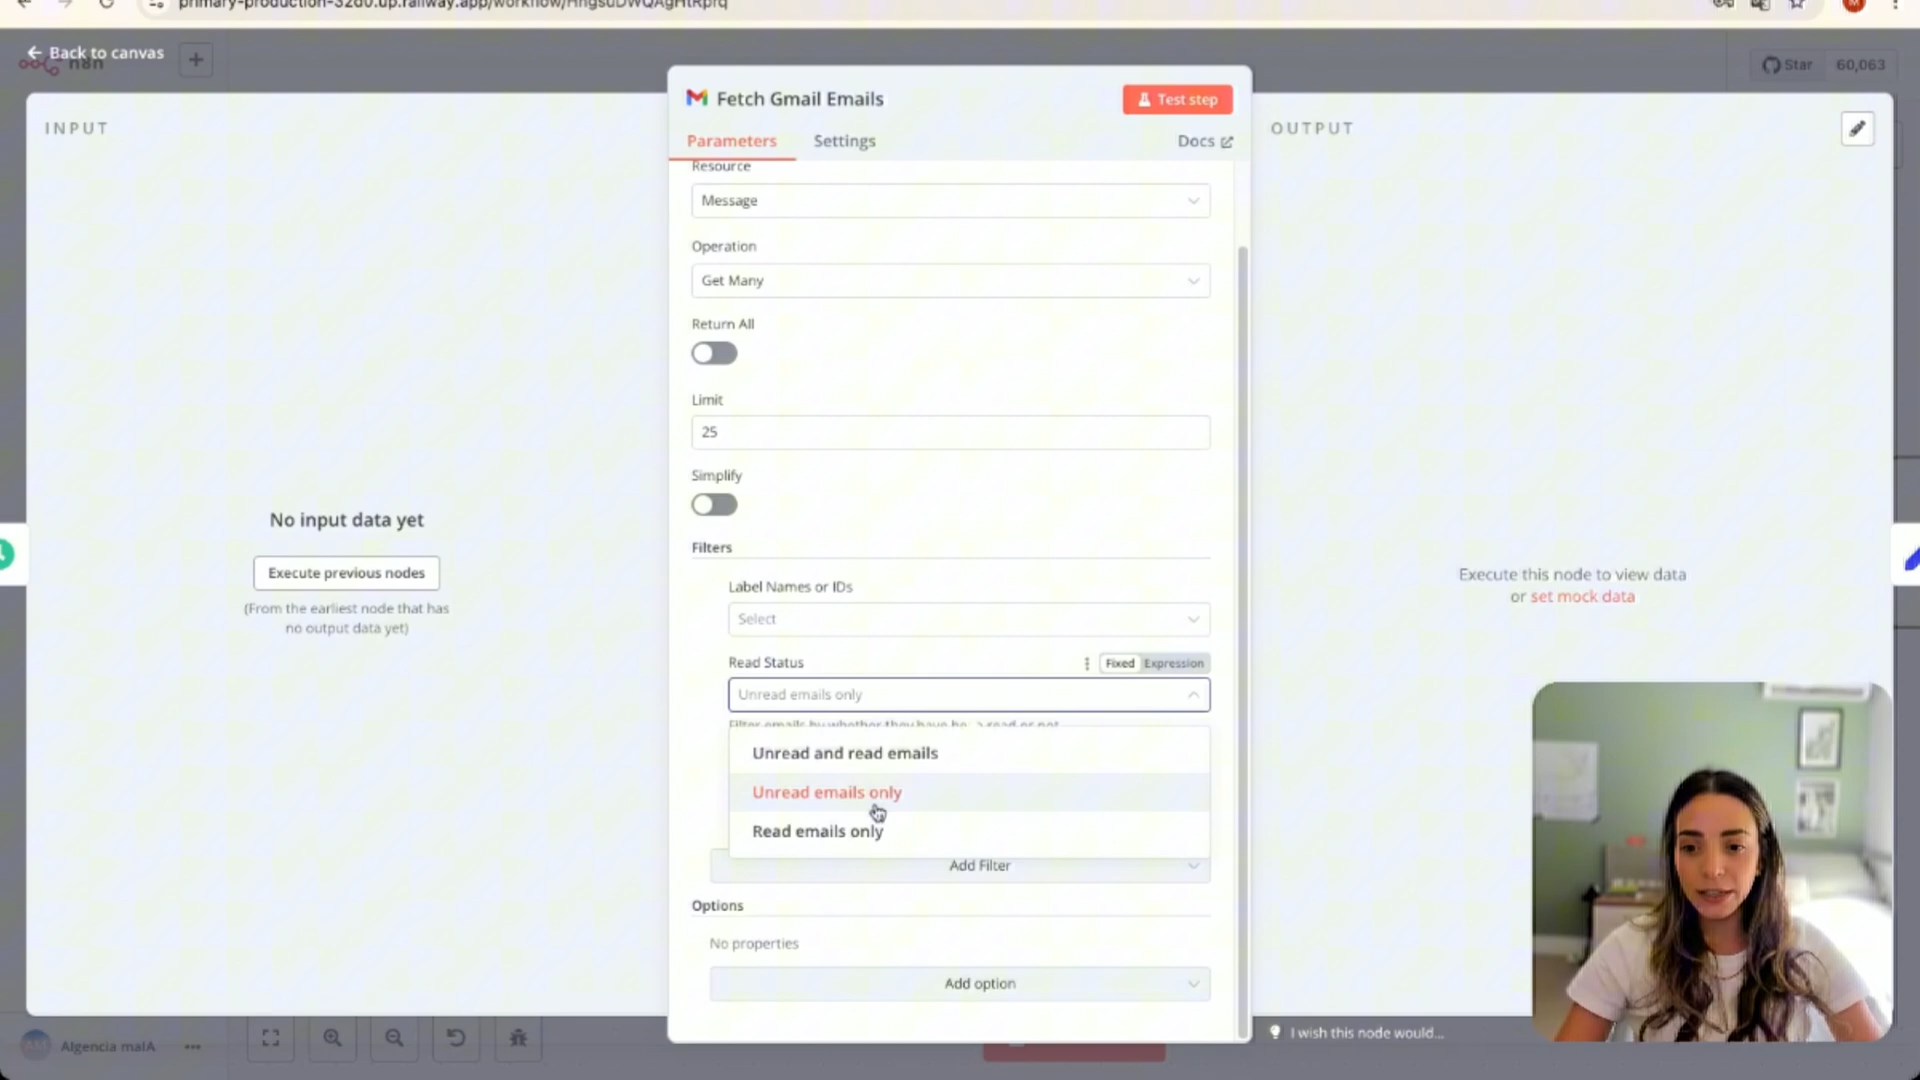 primary-production-32d0.up.railway.app/workflow/HngsuDWQAgHtRprq
Back to canvas
n8n
Star 60,063
INPUT
Fetch Gmail Emails
Test step
OUTPUT
Parameters
Settings
Docs
Resource
Message
Operation
Get Many
Return All
Limit
25
Simplify
No input data yet
Execute previous nodes
(From the earliest node that has
no output data yet)
Filters
Label Names or IDs
Select
Read Status
Fixed
Expression
Unread emails only
Filter emails by whether they have
read or not
Unread and read emails
Unread emails only
Read emails only
Add Filter
Options
No properties
Add option
Execute this node to view data
or set mock data
AIgencia maIA
I wish this node would...
M